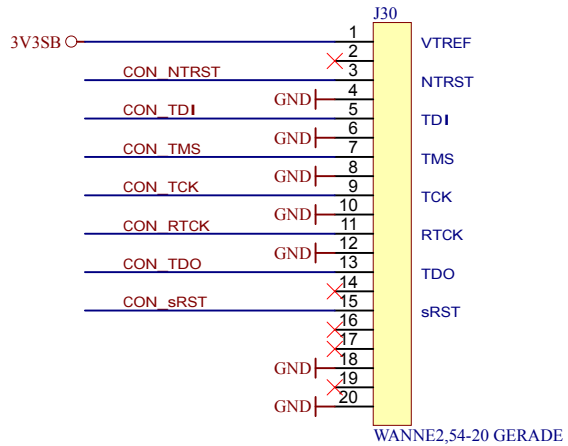 J30
3V3SB 1 VTREF
2
CON_NTRST 3 NTRST
GND 4
CON_TDI 5 TDI
GND 6
CON_TMS 7 TMS
GND 8
CON_TCK 9 TCK
GND 10
CON_RTCK 11 RTCK
GND 12
CON_TDO 13 TDO
14
CON_sRST 15 sRST
16
17
GND 18
19
GND 20
WANNE2,54-20 GERADE